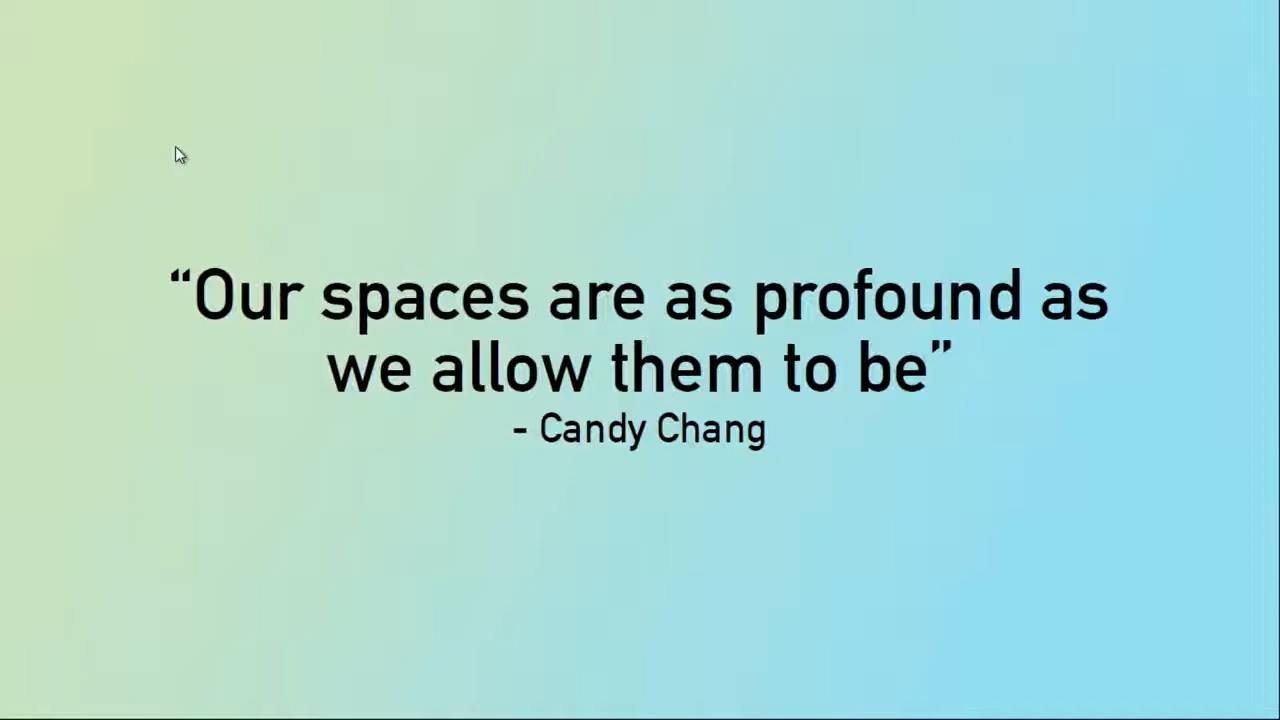 “Our spaces are as profound as
we allow them to be”
- Candy Chang